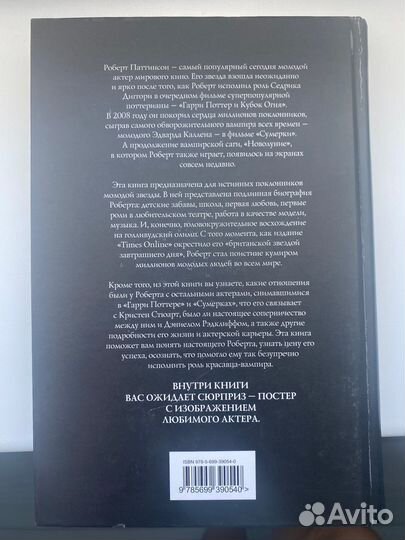 Роберт Паттинсон – самый популярный сегодня молодой
актер мирового кино. Его звезда взошла неожиданно
и ярко после того, как Роберт исполнил роль Седрика
Диггори в очередном фильме суперпопулярной
поттерианы – «Гарри Поттер и Кубок Огня».
В 2008 году он покорил сердца миллионов поклонников,
сыграв самого обворожительного вампира всех времен –
молодого Эдварда Каллена – в фильме «Сумерки».
А продолжение вампирской саги, «Новолуние»,
в котором Роберт также играет, появилось на экранах
совсем недавно.
Эта книга предназначена для истинных поклонников
молодой звезды. В ней представлена подлинная биография
Роберта: детские забавы, школа, первая любовь, первые
роли в любительском театре, работа в качестве модели,
музыка. И, конечно, головокружительное восхождение
на голливудский олимп. С того момента, как издание
«Times Online» окрестило его «британской звездой
завтрашнего дня», Роберт стал поистине кумиром
миллионов молодых людей во всем мире.
Кроме того, из этой книги вы узнаете, какие отношения
были у Роберта с остальными актерами, снимавшимися
в «Гарри Поттере» и «Сумерках», что его связывает
с Кристен Стюарт, было ли настоящее соперничество
между ним и Дэниелом Рэдклиффом, а также другие
подробности его жизни и актерской карьеры. Эта книга
поможет вам понять настоящего Роберта, узнать цену его
успеха, осознать, что помогло ему так безупречно
исполнить роль красавца-вампира.
ВНУТРИ КНИГИ
ВАС ОЖИДАЕТ СЮРПРИЗ – ПОСТЕР
С ИЗОБРАЖЕНИЕМ
ЛЮБИМОГО АКТЕРА.
ISBN 978-5-699-39054-0
9 785699 390540 >
Avito